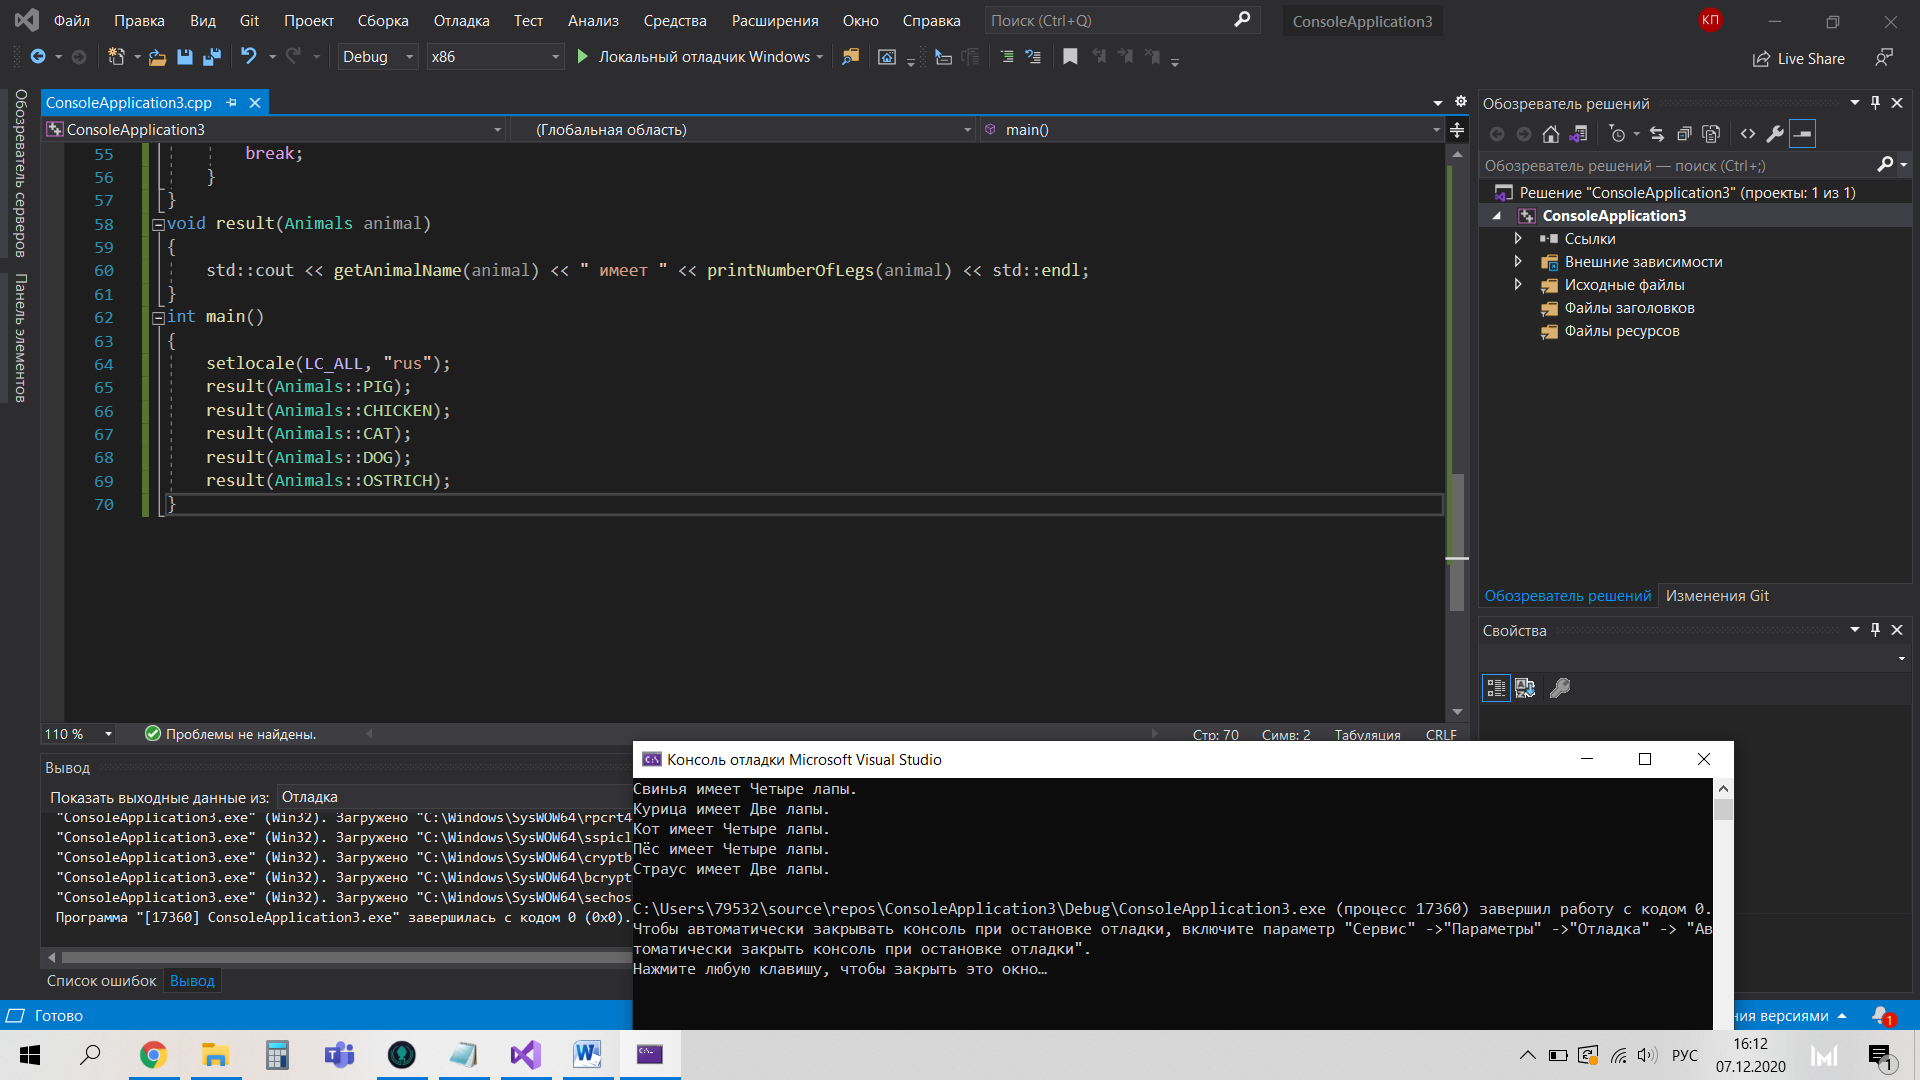 Файл Правка Вид Git Проект Сборка Отладка Тест Анализ Средства Расширения Окно Справка Поиск (Ctrl+Q) ConsoleApplication3 КП
Debug x86 Локальный отладчик Windows Live Share
Обозреватель серверов
Панель элементов
ConsoleApplication3.cpp
ConsoleApplication3 (Глобальная область) main()
55 break;
56 }
57 }
58 void result(Animals animal)
59 {
60 std::cout << getAnimalName(animal) << " имеет " << printNumberOfLegs(animal) << std::endl;
61 }
62 int main()
63 {
64 setlocale(LC_ALL, "rus");
65 result(Animals::PIG);
66 result(Animals::CHICKEN);
67 result(Animals::CAT);
68 result(Animals::DOG);
69 result(Animals::OSTRICH);
70 }
110 % Проблемы не найдены. Стр: 70 Симв: 2 Табуляция CRLF
Обозреватель решений
Обозреватель решений — поиск (Ctrl+;)
Решение "ConsoleApplication3" (проекты: 1 из 1)
ConsoleApplication3
Ссылки
Внешние зависимости
Исходные файлы
Файлы заголовков
Файлы ресурсов
Обозреватель решений Изменения Git
Свойства
Вывод
Показать выходные данные из: Отладка
"ConsoleApplication3.exe" (Win32). Загружено "C:\Windows\SysWOW64\rpcrt4
"ConsoleApplication3.exe" (Win32). Загружено "C:\Windows\SysWOW64\sspicl
"ConsoleApplication3.exe" (Win32). Загружено "C:\Windows\SysWOW64\cryptb
"ConsoleApplication3.exe" (Win32). Загружено "C:\Windows\SysWOW64\bcrypt
"ConsoleApplication3.exe" (Win32). Загружено "C:\Windows\SysWOW64\sechos
Программа "[17360] ConsoleApplication3.exe" завершилась с кодом 0 (0x0).
Список ошибок Вывод
Консоль отладки Microsoft Visual Studio
Свинья имеет Четыре лапы.
Курица имеет Две лапы.
Кот имеет Четыре лапы.
Пёс имеет Четыре лапы.
Страус имеет Две лапы.
C:\Users\79532\source\repos\ConsoleApplication3\Debug\ConsoleApplication3.exe (процесс 17360) завершил работу с кодом 0.
Чтобы автоматически закрывать консоль при остановке отладки, включите параметр "Сервис" ->"Параметры" ->"Отладка" -> "Ав
томатически закрыть консоль при остановке отладки".
Нажмите любую клавишу, чтобы закрыть это окно…
Готово ния версиями 1
РУС 16:12
07.12.2020 1